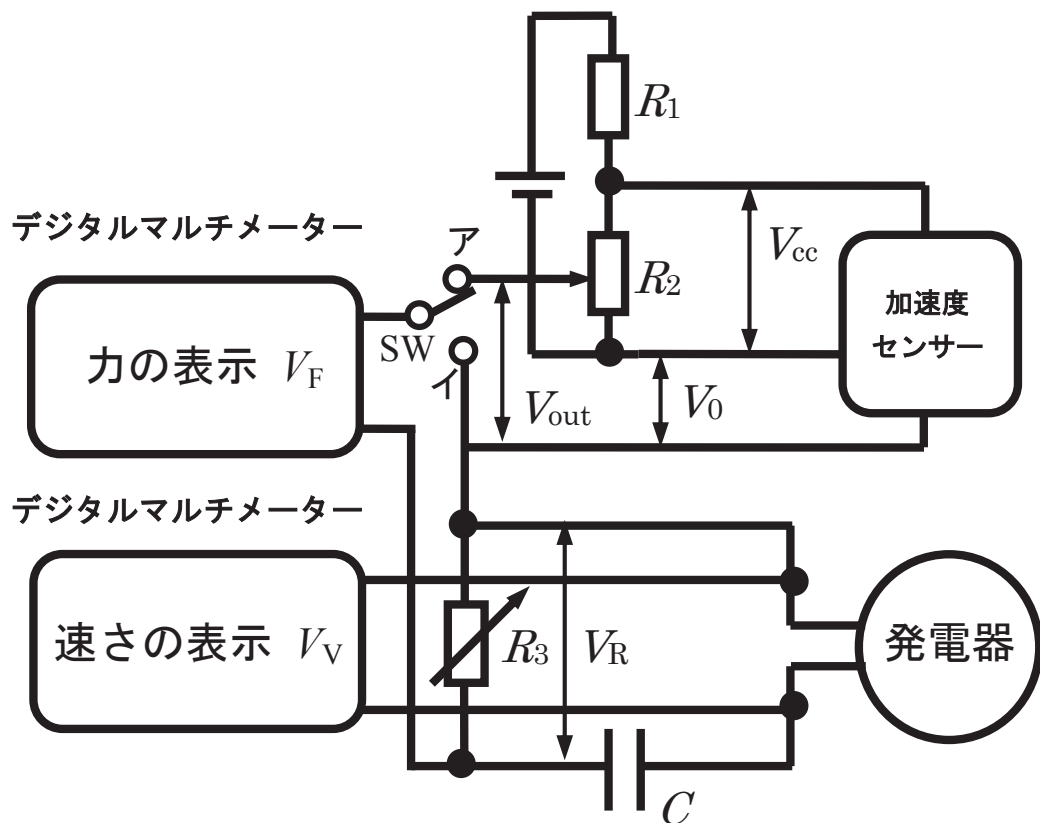 R1
デジタルマルチメーター
ア
Vcc
R2
加速度
センサー
力の表示 VF
SW
イ
Vout
V0
デジタルマルチメーター
速さの表示 VV
R3
VR
発電器
C